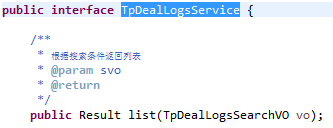 public interface TpDealLogsService {
/**
* 根据搜索条件返回列表
* @param svo
* @return
*/
public Result list(TpDealLogsSearchVO vo);